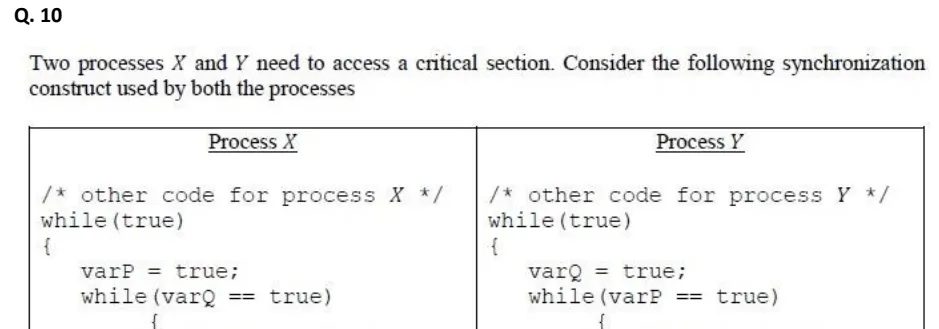 Q. 10
Two processes X and Y need to access a critical section. Consider the following synchronization
construct used by both the processes
Process X
/* other code for process X */
while(true)
{
varP = true;
while(varQ == true)
{
Process Y
/* other code for process Y */
while(true)
{
varQ = true;
while(varP == true)
{